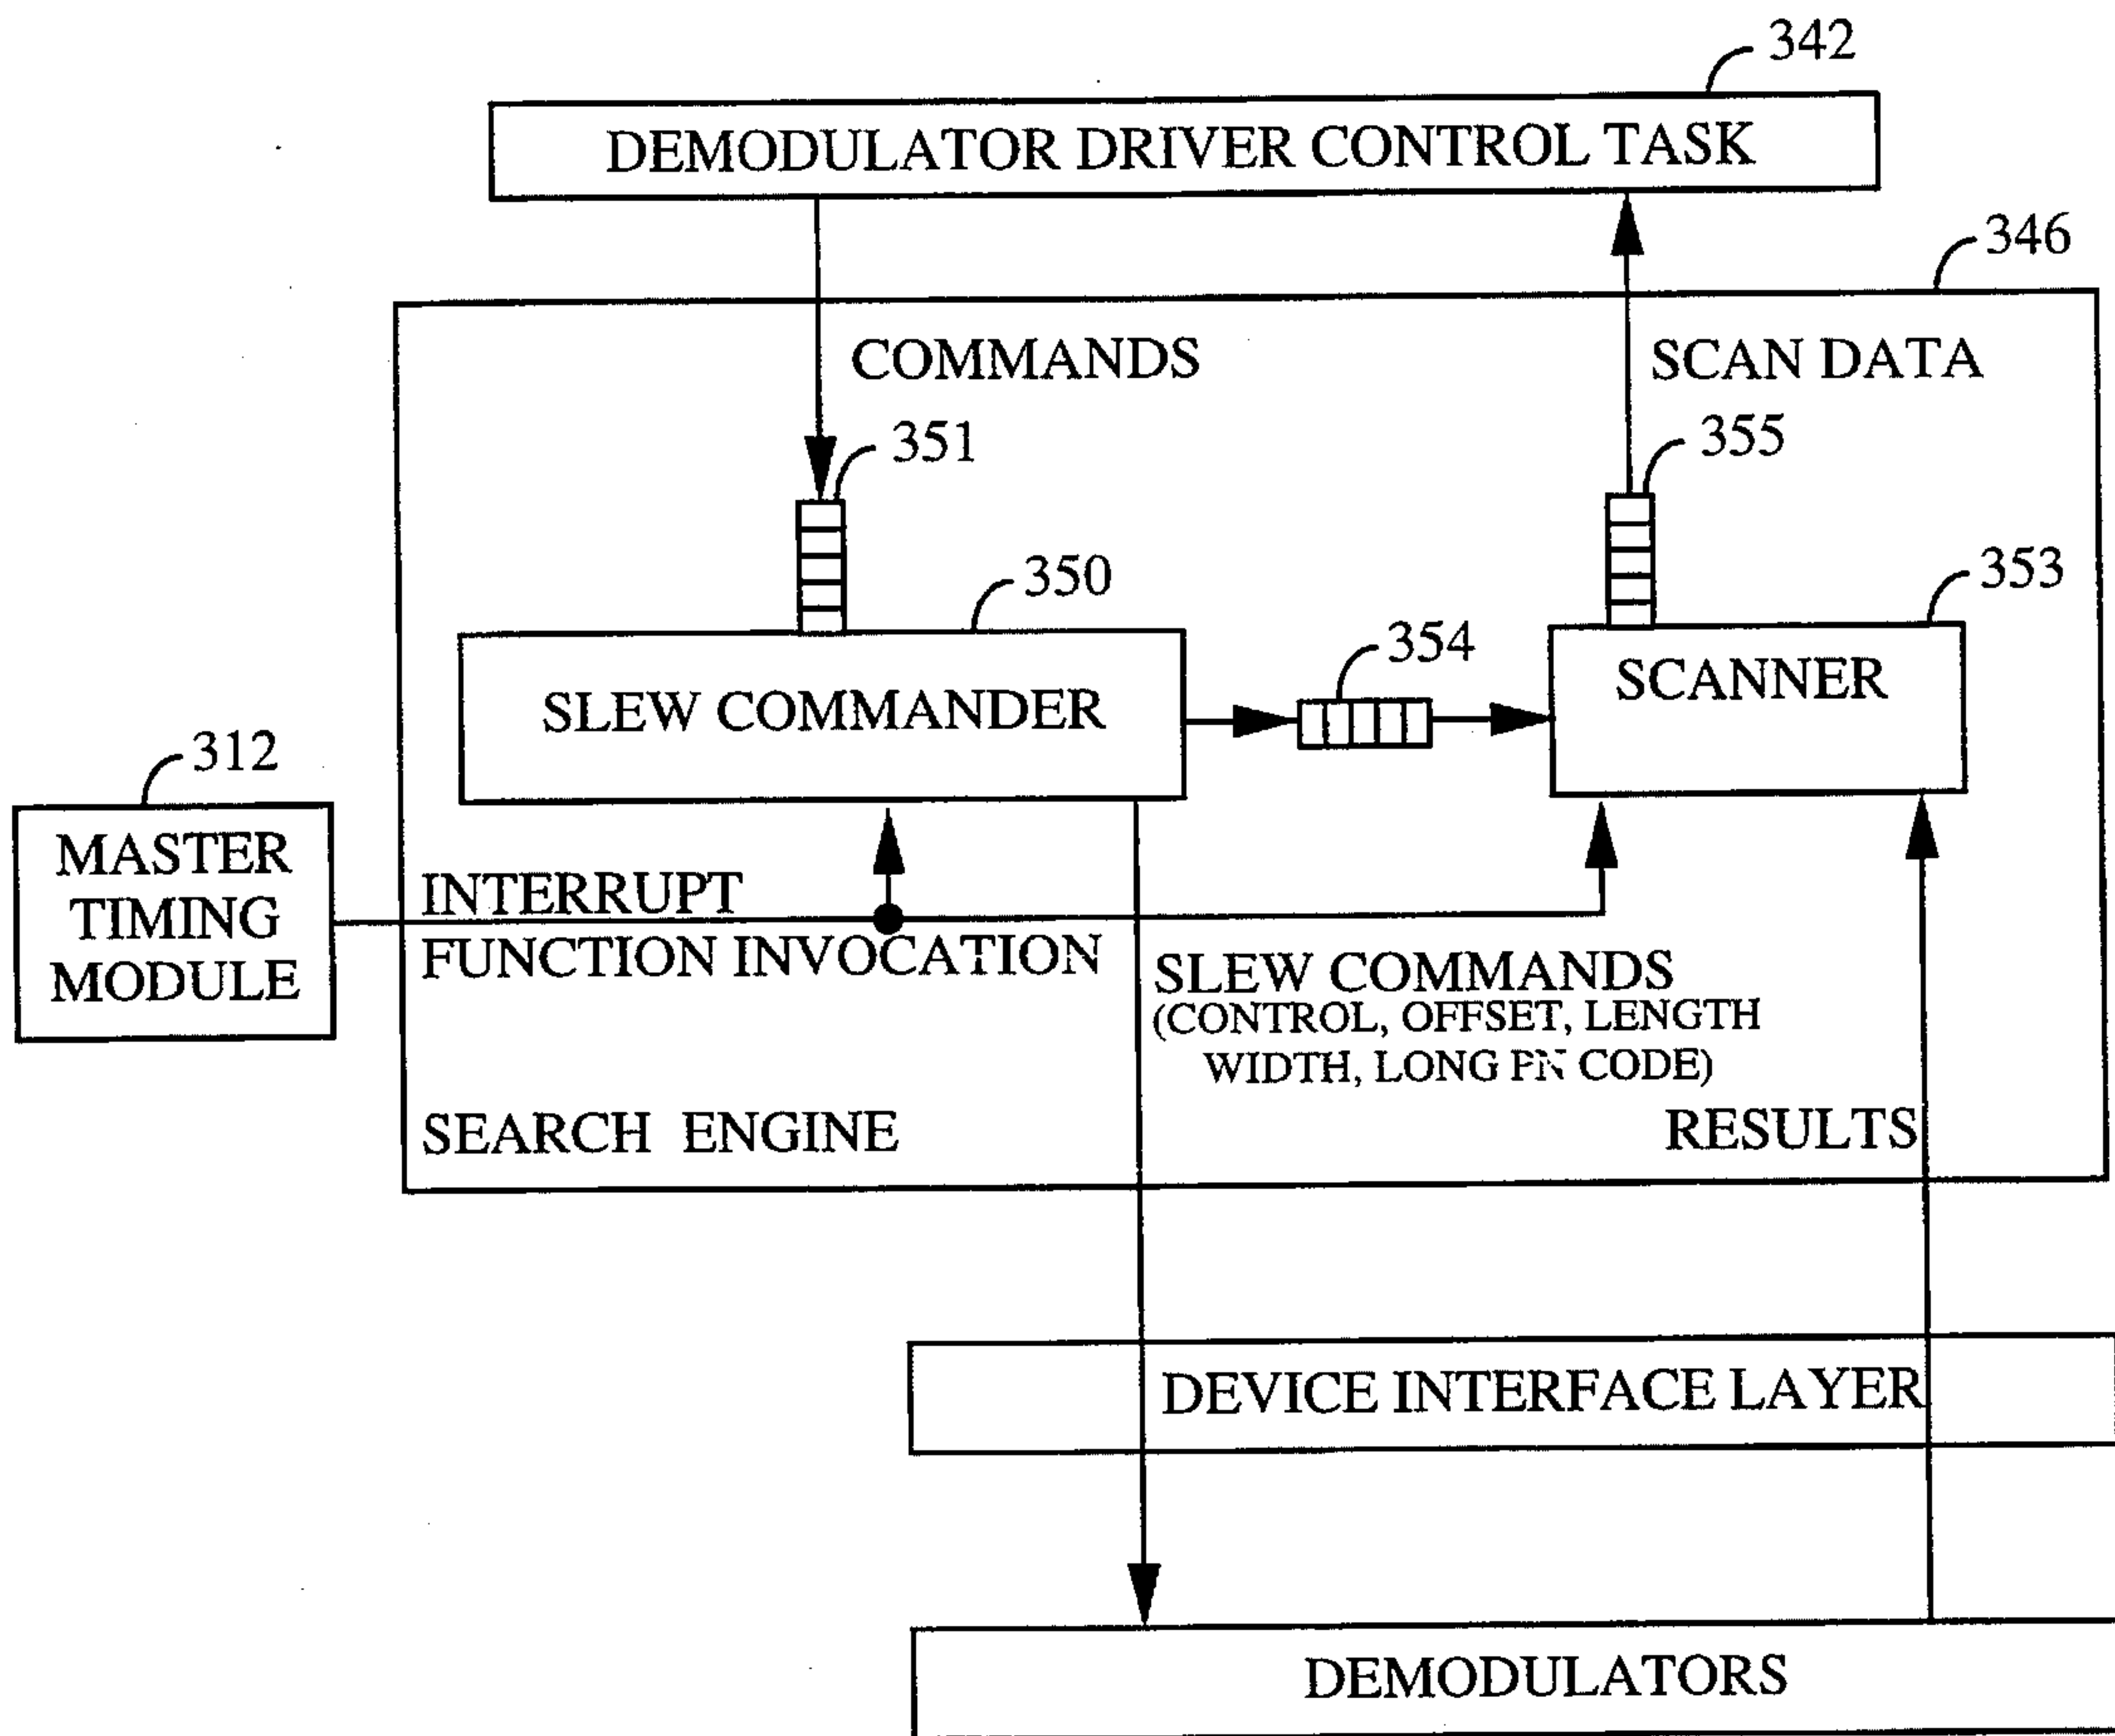 342
DEMODULATOR DRIVER CONTROL TASK
346
COMMANDS
SCAN DATA
351
355
350
353
354
SLEW COMMANDER
SCANNER
312
MASTER
TIMING
MODULE
INTERRUPT
FUNCTION INVOCATION
SLEW COMMANDS
(CONTROL, OFFSET, LENGTH
WIDTH, LONG PN CODE)
SEARCH ENGINE
RESULTS
DEVICE INTERFACE LAYER
DEMODULATORS